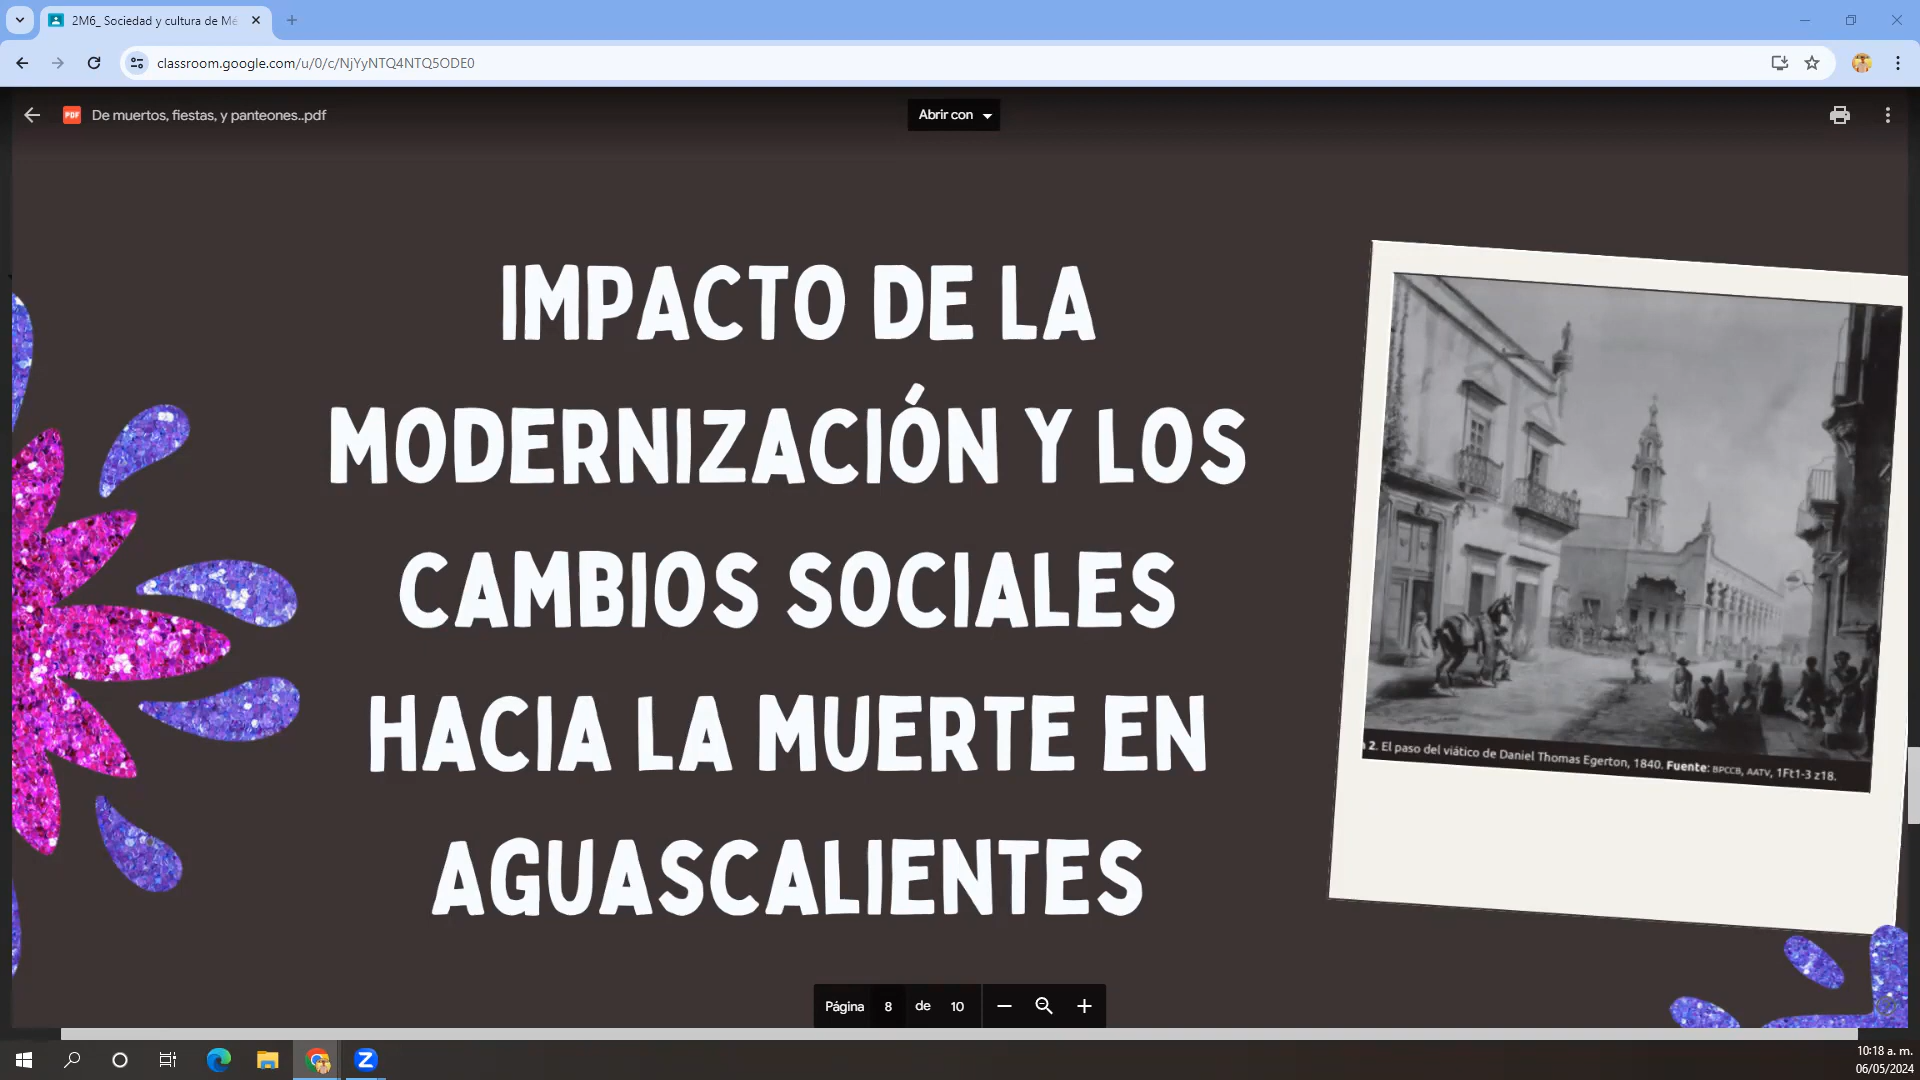 2M6_ Sociedad y cultura de Mé
classroom.google.com/u/0/c/NjYyNTQ4NTQ5ODE0
PDF
De muertos, fiestas, y panteones..pdf
Abrir con
IMPACTO DE LA
MODERNIZACIÓN Y LOS
CAMBIOS SOCIALES
HACIA LA MUERTE EN
AGUASCALIENTES
2. El paso del viático de Daniel Thomas Egerton, 1840. Fuente: BPCCB, AATV, 1Ft1-3 z18.
Página 8 de 10
10:18 a. m.
06/05/2024